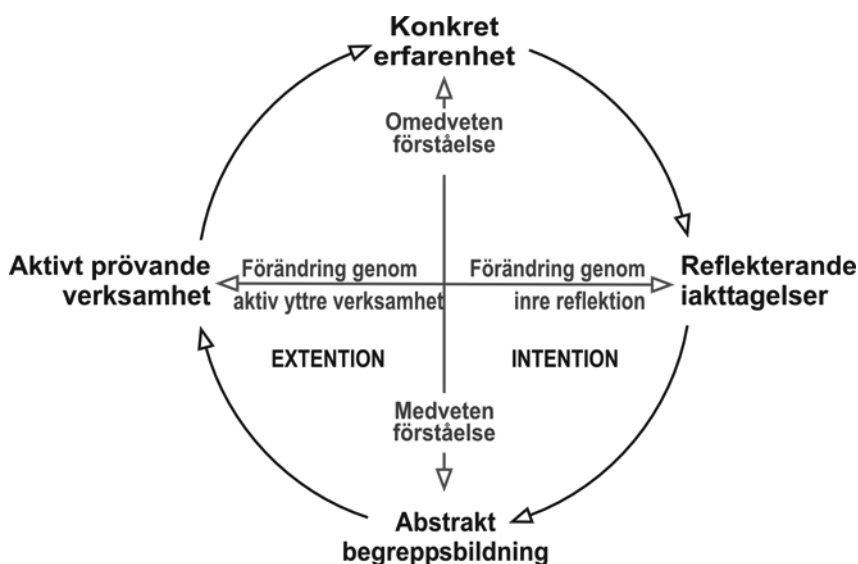 Konkret
erfarenhet
Omedveten
förståelse
Aktivt prövande
verksamhet
Förändring genom
aktiv yttre verksamhet
Förändring genom
inre reflektion
Reflekterande
iakttagelser
EXTENTION
INTENTION
Medveten
förståelse
Abstrakt
begreppsbildning